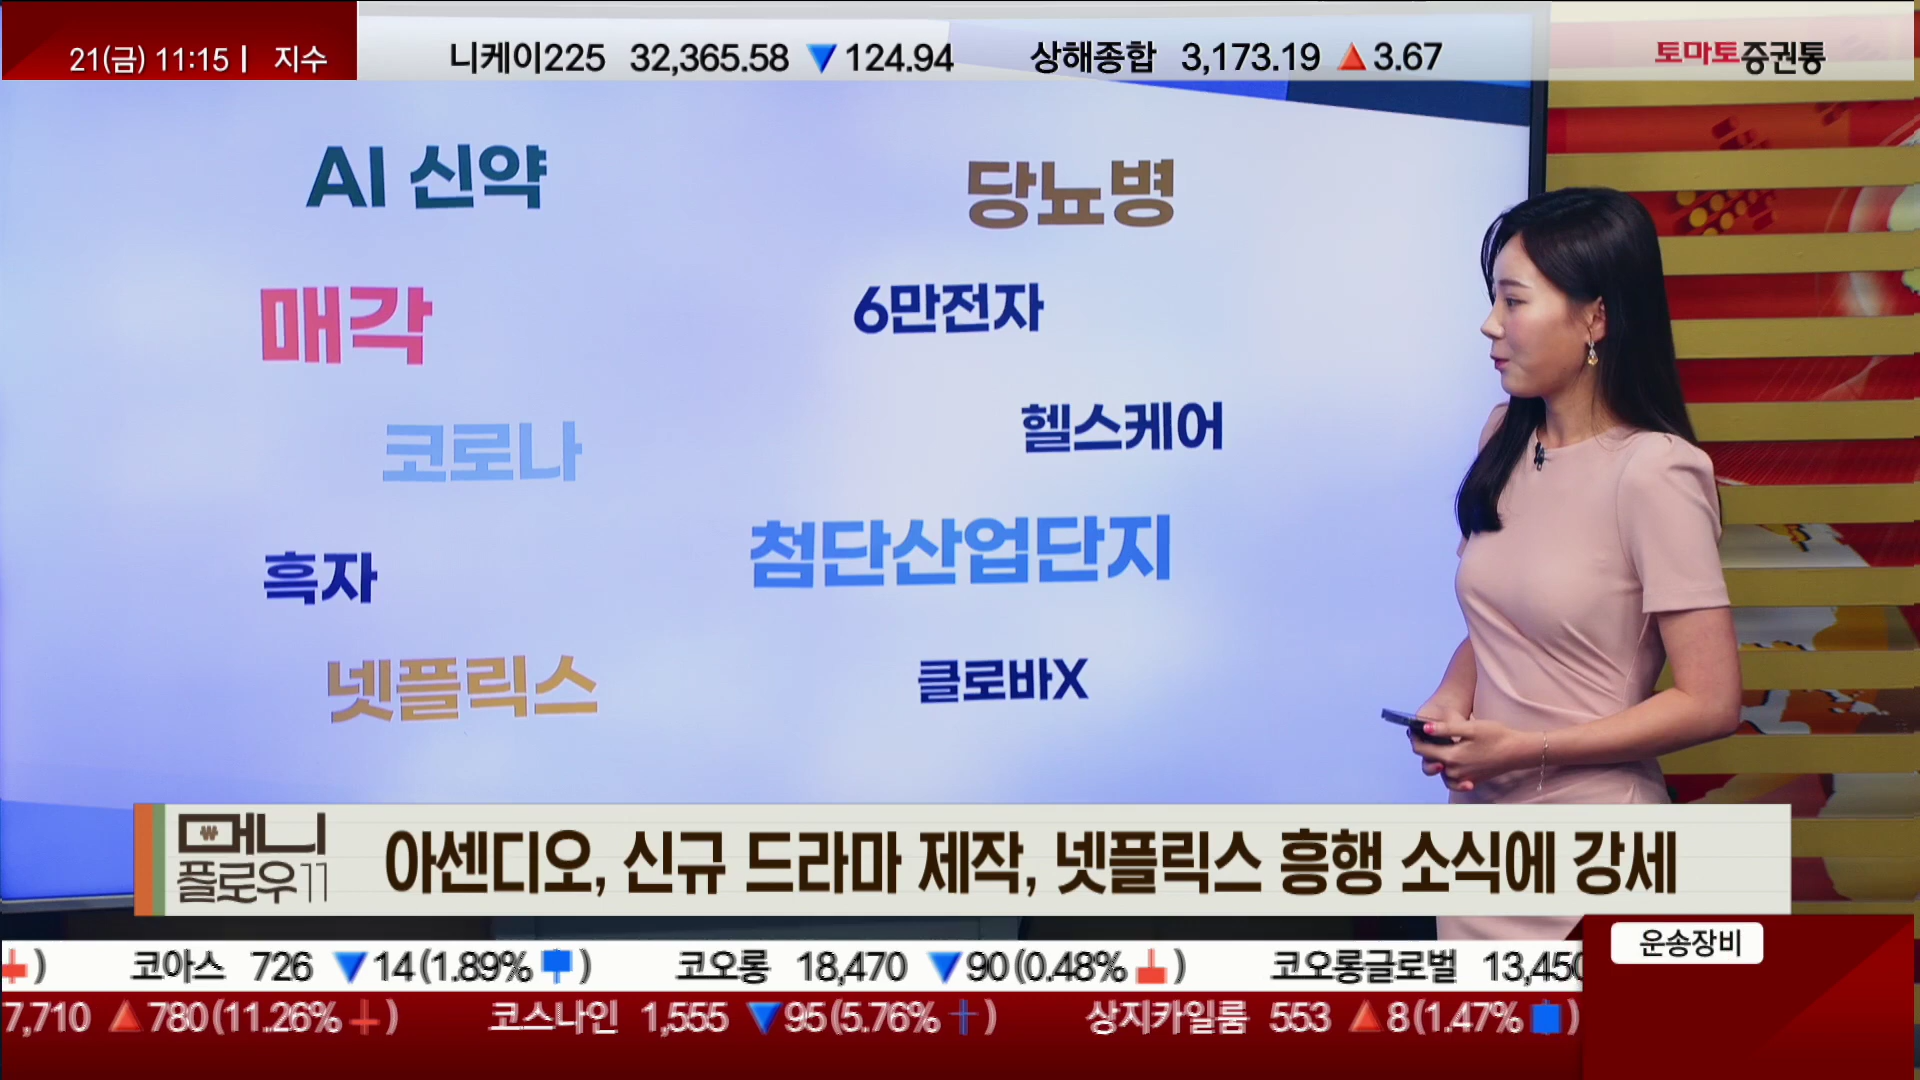 21(금) 11:15 | 지수 니케이225 32,365.58 ▼124.94 상해종합 3,173.19 ▲3.67 토마토증권통
AI 신약
당뇨병
매각
6만전자
코로나
헬스케어
흑자
첨단산업단지
넷플릭스
클로바X
머니
플로우11
아센디오, 신규 드라마 제작, 넷플릭스 흥행 소식에 강세
운송장비
) 코아스 726 ▼14(1.89% ) 코오롱 18,470 ▼90(0.48% ) 코오롱글로벌 13,450
7,710 ▲780(11.26% ) 코스나인 1,555 ▼95(5.76% ) 상지카일룸 553 ▲8(1.47% )